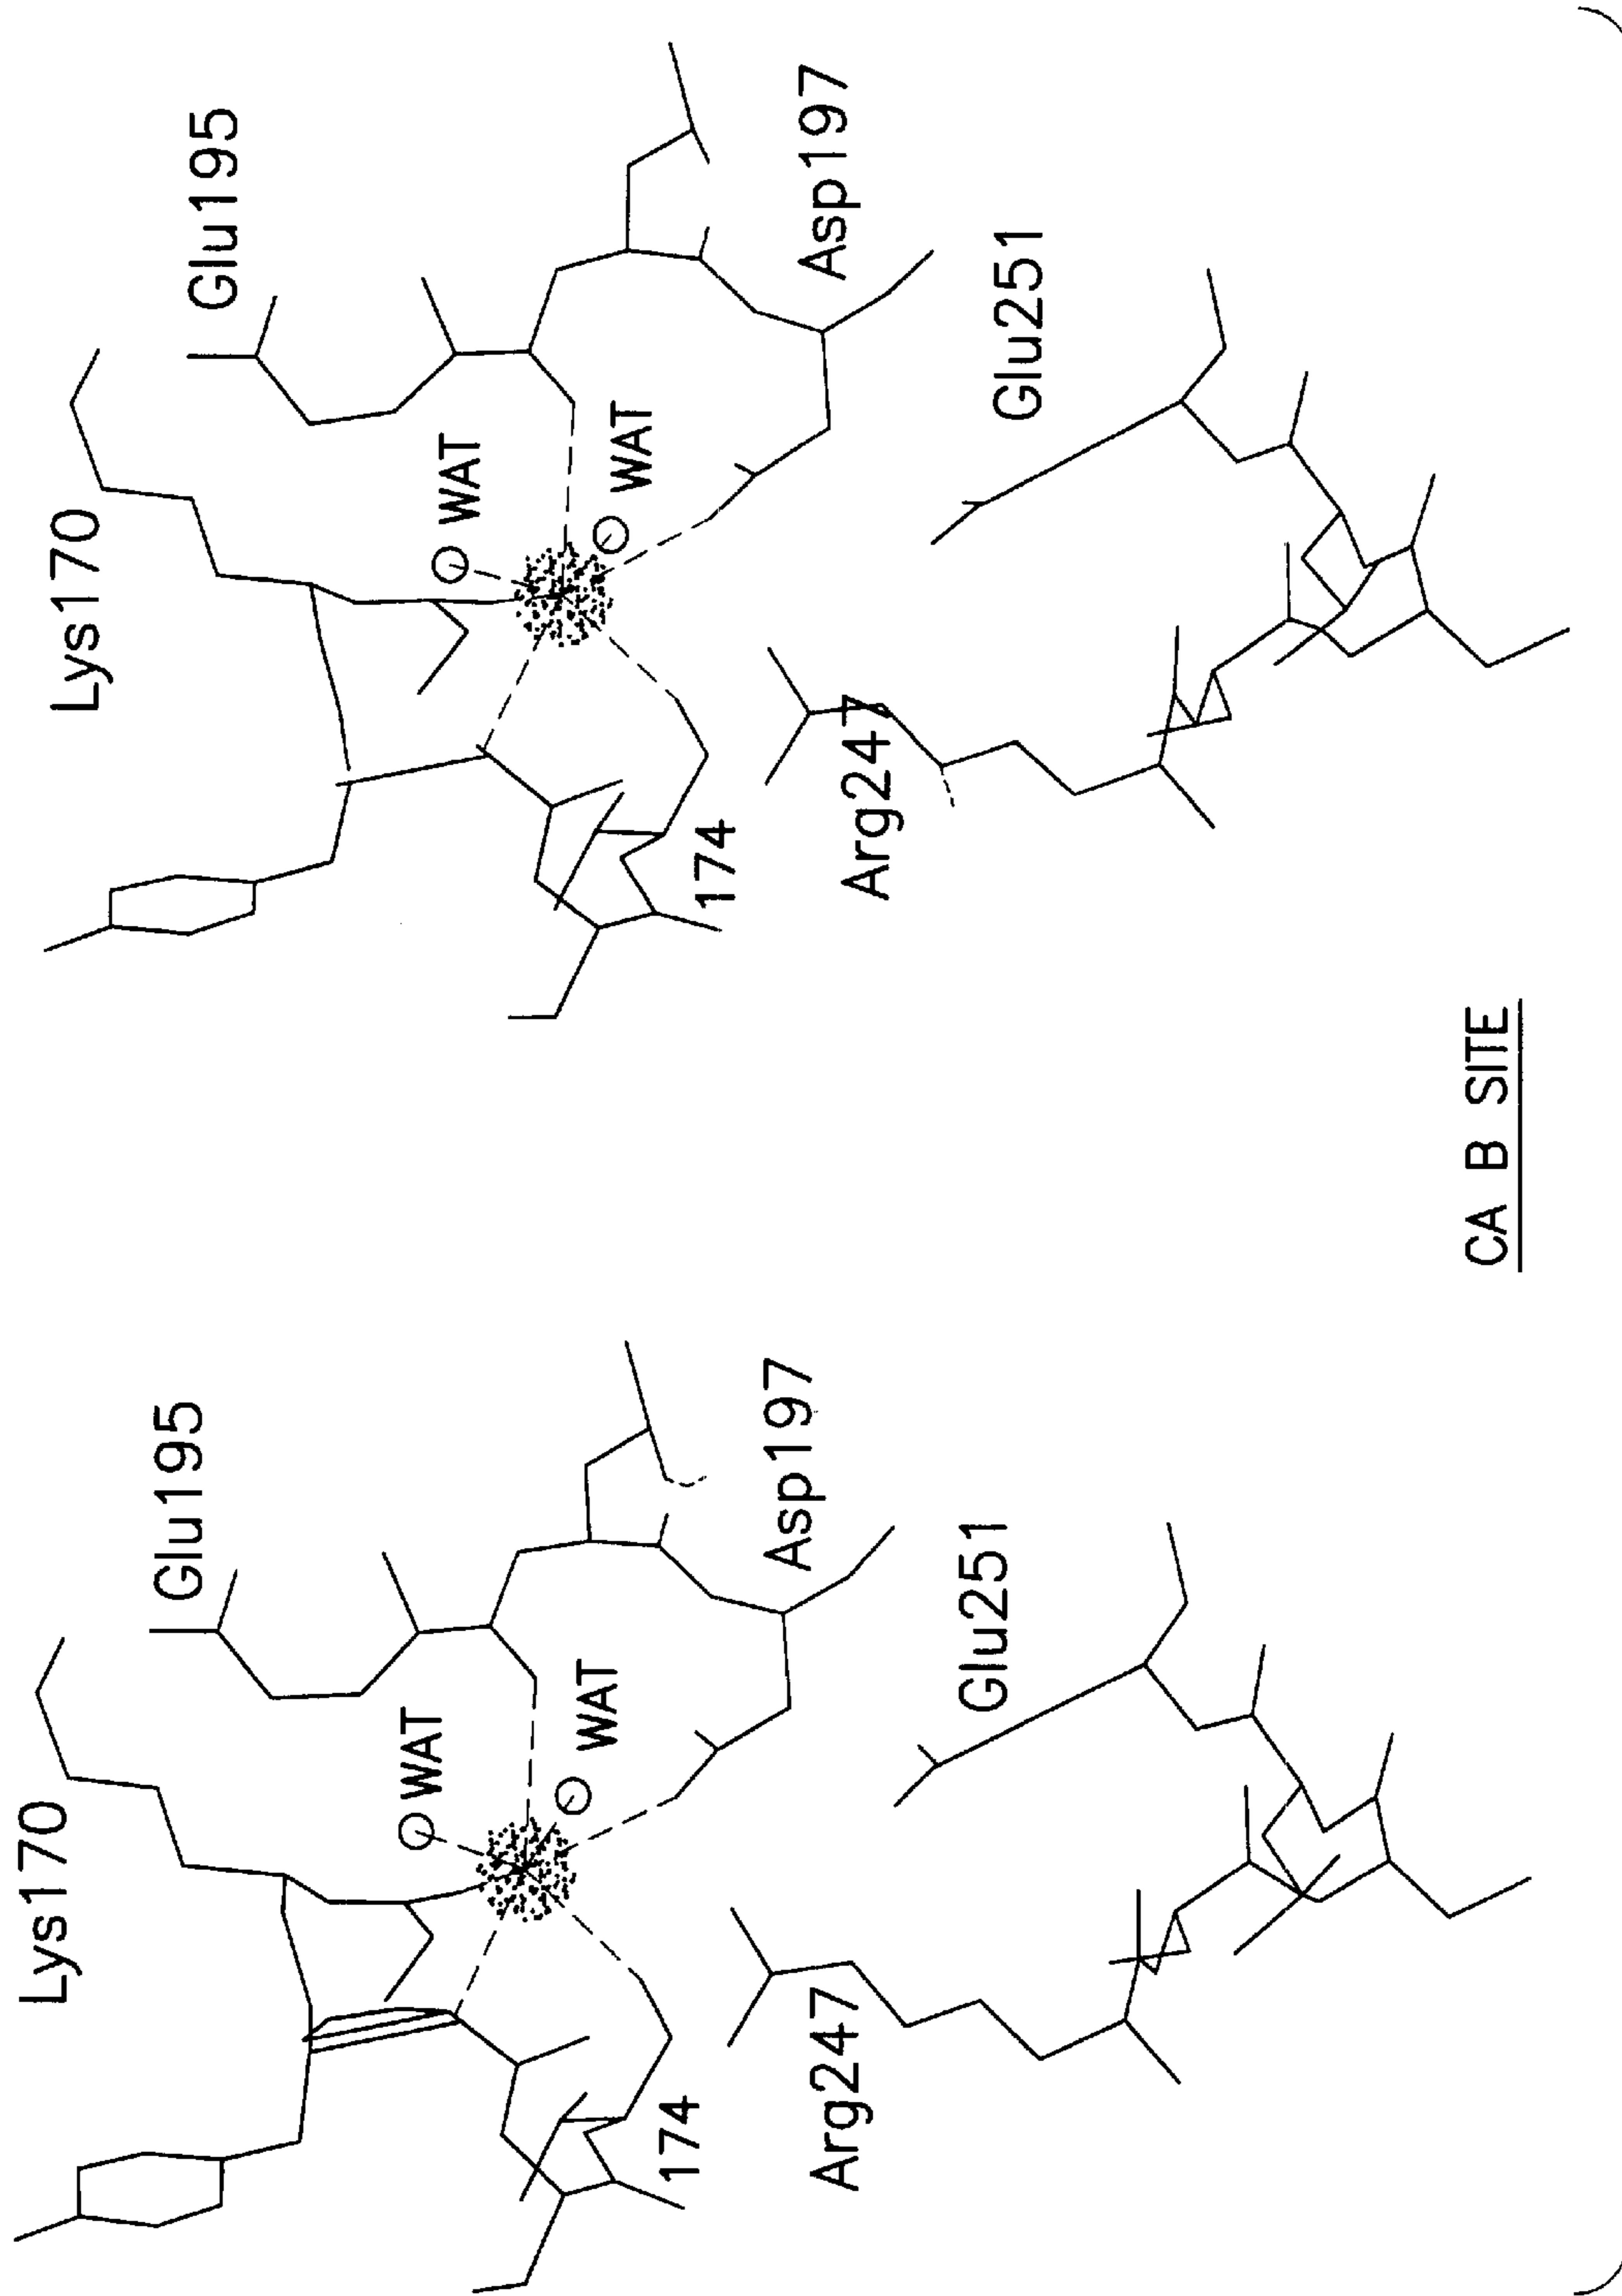 Lys170
Glu195
WAT
WAT
174
Asp197
Arg247
Glu251
Lys170
Glu195
WAT
WAT
174
Asp197
Arg247
Glu251
CA B SITE